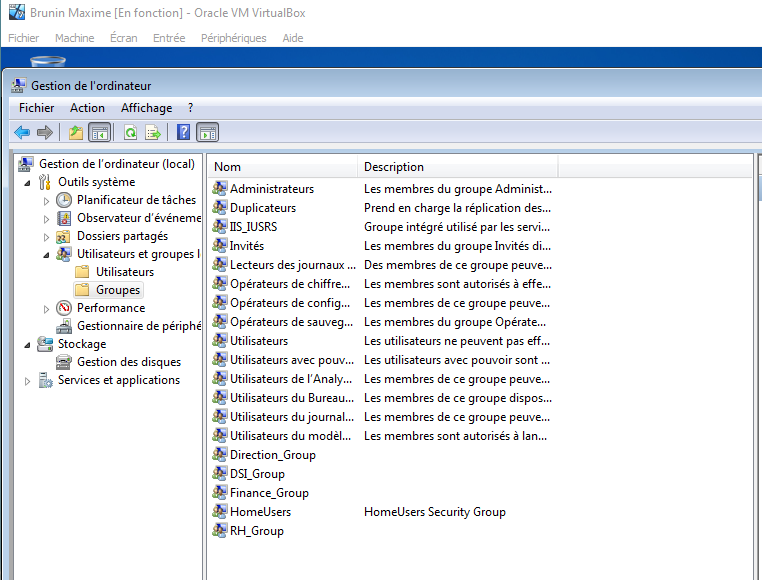 Brunin Maxime [En fonction] - Oracle VM VirtualBox
Fichier Machine Écran Entrée Périphériques Aide
Gestion de l'ordinateur
Fichier Action Affichage ?
Gestion de l'ordinateur (local)
Outils système
Planificateur de tâches
Observateur d'événeme
Dossiers partagés
Utilisateurs et groupes l
Utilisateurs
Groupes
Performance
Gestionnaire de périphé
Stockage
Gestion des disques
Services et applications
Nom Description
Administrateurs Les membres du groupe Administ...
Duplicateurs Prend en charge la réplication des...
IIS_IUSRS Groupe intégré utilisé par les servi...
Invités Les membres du groupe Invités di...
Lecteurs des journaux ... Des membres de ce groupe peuve...
Opérateurs de chiffre... Les membres sont autorisés à effe...
Opérateurs de config... Les membres de ce groupe peuve...
Opérateurs de sauveg... Les membres du groupe Opérate...
Utilisateurs Les utilisateurs ne peuvent pas eff...
Utilisateurs avec pouv... Les utilisateurs avec pouvoir sont ...
Utilisateurs de l'Analy... Les membres de ce groupe peuve...
Utilisateurs du Bureau... Les membres de ce groupe dispos...
Utilisateurs du journal... Les membres de ce groupe peuve...
Utilisateurs du modèl... Les membres sont autorisés à lan...
Direction_Group
DSI_Group
Finance_Group
HomeUsers HomeUsers Security Group
RH_Group